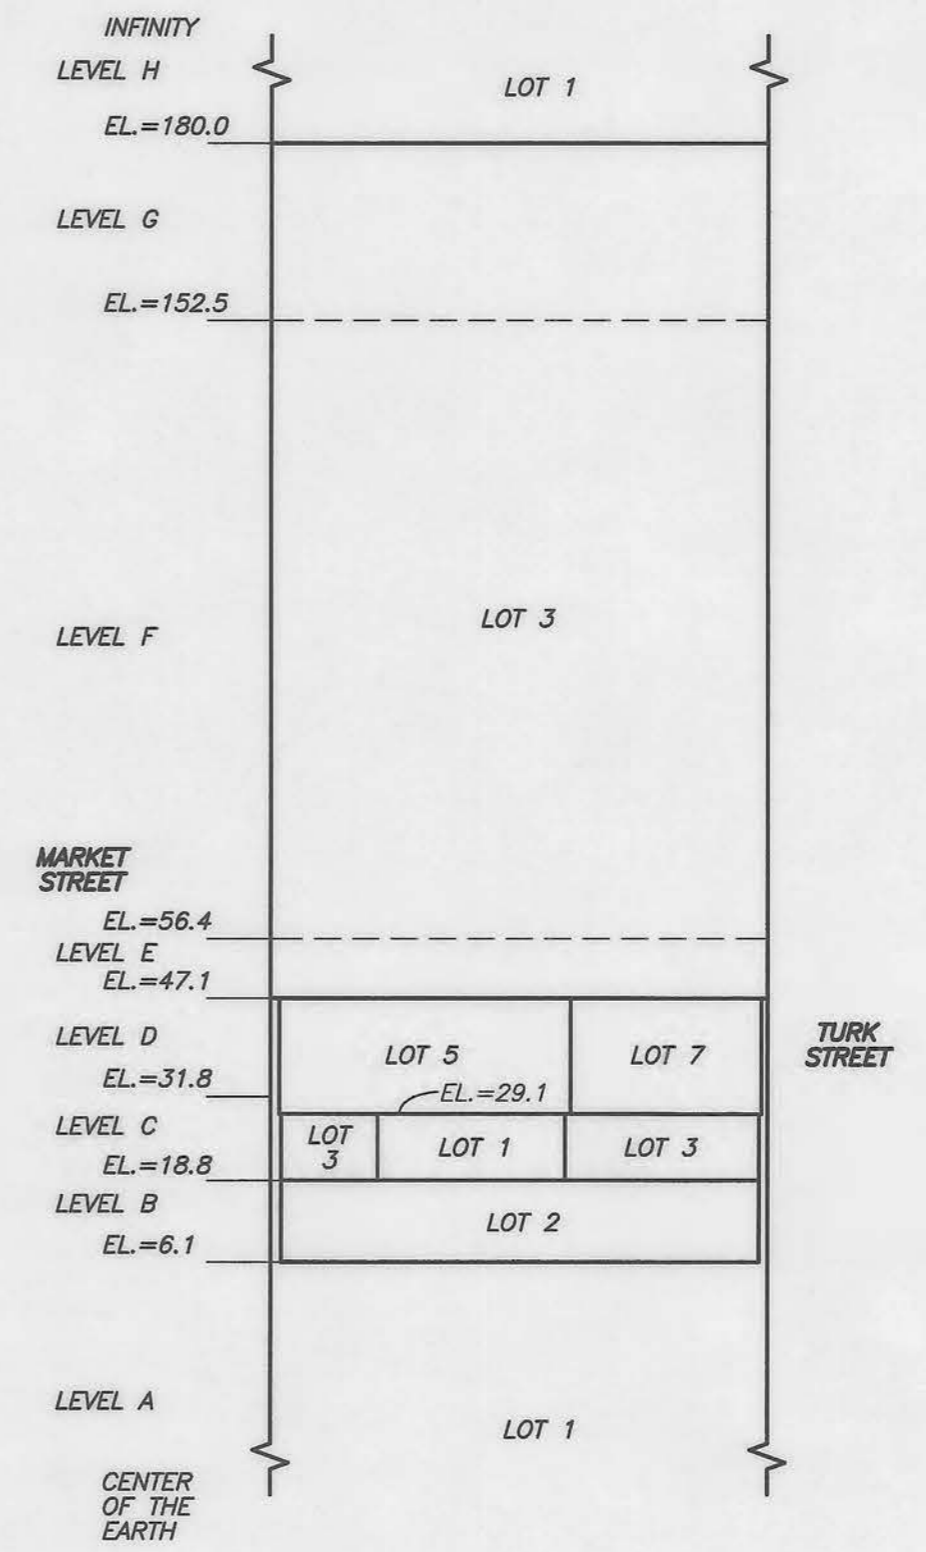 INFINITY
LEVEL H
LOT 1
EL.=180.0
LEVEL G
EL.=152.5
LOT 3
LEVEL F
MARKET
STREET
EL.=56.4
LEVEL E
EL.=47.1
LEVEL D
LOT 5
LOT 7
TURK
STREET
EL.=31.8
EL.=29.1
LEVEL C
LOT
3
LOT 1
LOT 3
EL.=18.8
LEVEL B
LOT 2
EL.=6.1
LEVEL A
LOT 1
CENTER
OF THE
EARTH